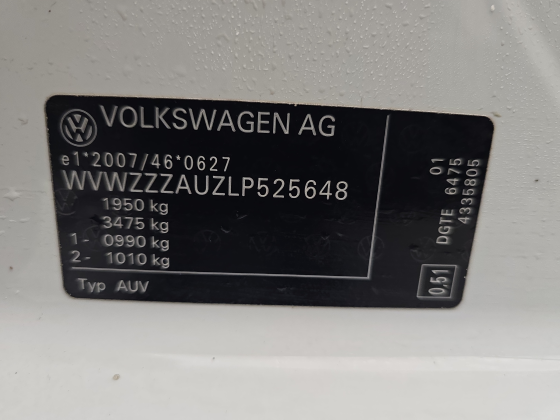 VOLKSWAGEN AG
e1*2007/46*0627
WVWZZZAUZLP525648
1950 kg
3475 kg
1- 0990 kg
2- 1010 kg
Typ AUV
01
DGTE 6475
4335805
0,51